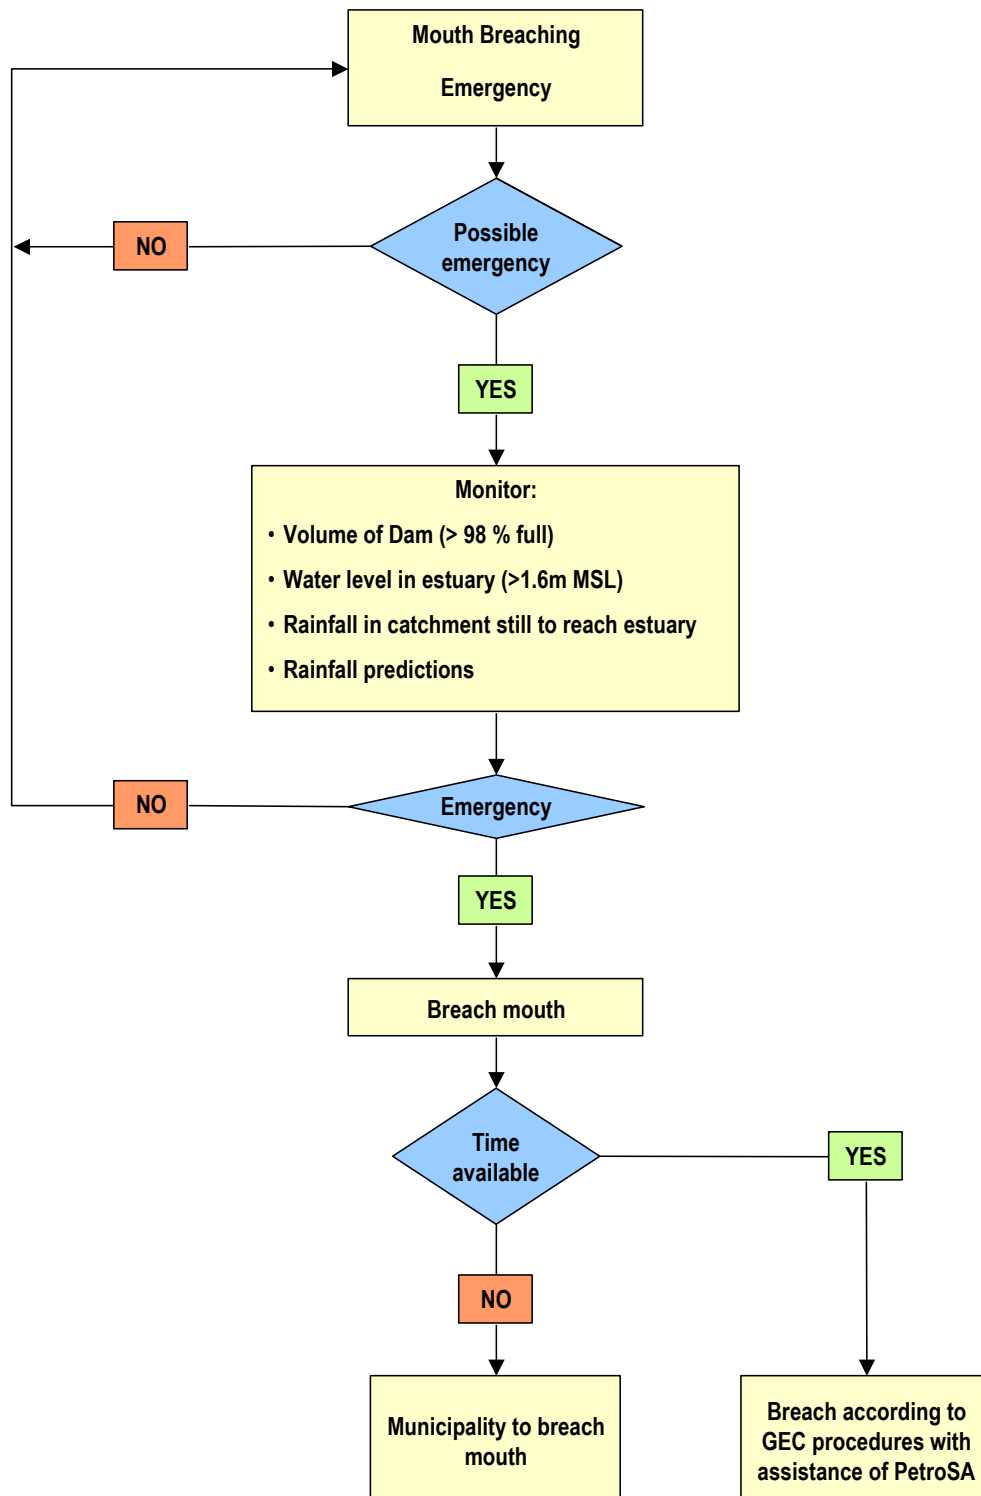 Mouth Breaching
Emergency
Possible
emergency
NO
YES
Monitor:
• Volume of Dam (> 98 % full)
• Water level in estuary (>1.6m MSL)
• Rainfall in catchment still to reach estuary
• Rainfall predictions
Emergency
NO
YES
Breach mouth
Time
available
YES
NO
Municipality to breach
mouth
Breach according to
GEC procedures with
assistance of PetroSA